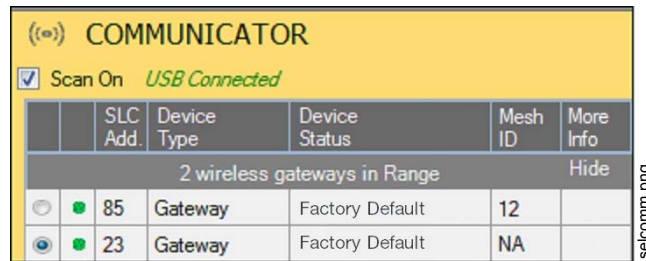 COMMUNICATOR
Scan On USB Connected
SLC Add. Device Type Device Status Mesh ID More Info
2 wireless gateways in Range Hide
85 Gateway Factory Default 12
23 Gateway Factory Default NA
selcomm.png